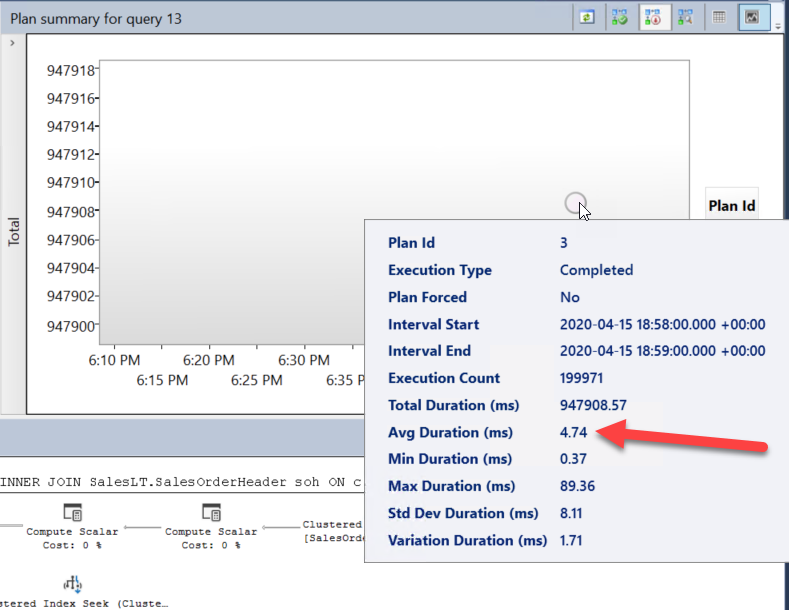 Plan summary for query 13
Total
947918
947916
947914
947912
947910
947908
947906
947904
947902
947900
6:10 PM 6:20 PM 6:30 PM
6:15 PM 6:25 PM 6:35 P
Plan Id
Plan Id 3
Execution Type Completed
Plan Forced No
Interval Start 2020-04-15 18:58:00.000 +00:00
Interval End 2020-04-15 18:59:00.000 +00:00
Execution Count 199971
Total Duration (ms) 947908.57
Avg Duration (ms) 4.74
Min Duration (ms) 0.37
Max Duration (ms) 89.36
Std Dev Duration (ms) 8.11
Variation Duration (ms) 1.71
INNER JOIN SalesLT.SalesOrderHeader soh ON c.
Compute Scalar Compute Scalar Clustered
Cost: 0 % Cost: 0 % [SalesOrd
stered Index Seek (Cluste…